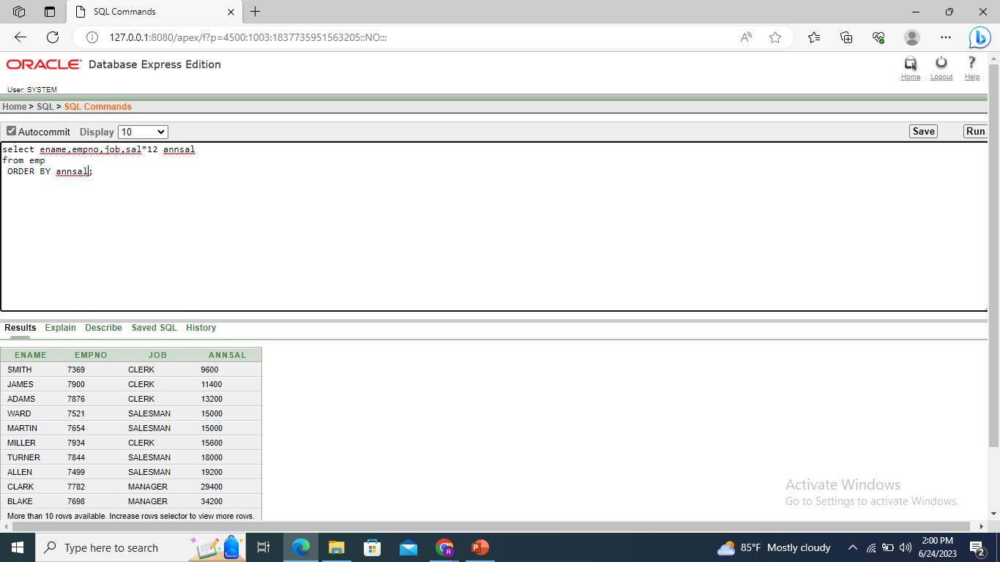 SQL Commands
127.0.0.1:8080/apex/f?p=4500:1003:1837735951563205::NO:::
ORACLE Database Express Edition
Home Logout Help
User: SYSTEM
Home > SQL > SQL Commands
Autocommit Display 10 Save Run
select ename,empno,job,sal*12 annsal
from emp
ORDER BY annsal;
Results Explain Describe Saved SQL History
ENAME EMPNO JOB ANNSAL
SMITH 7369 CLERK 9600
JAMES 7900 CLERK 11400
ADAMS 7876 CLERK 13200
WARD 7521 SALESMAN 15000
MARTIN 7654 SALESMAN 15000
MILLER 7934 CLERK 15600
TURNER 7844 SALESMAN 18000
ALLEN 7499 SALESMAN 19200
CLARK 7782 MANAGER 29400
BLAKE 7698 MANAGER 34200
More than 10 rows available. Increase rows selector to view more rows.
Activate Windows
Go to Settings to activate Windows.
Type here to search
85°F Mostly cloudy
2:00 PM
6/24/2023
2